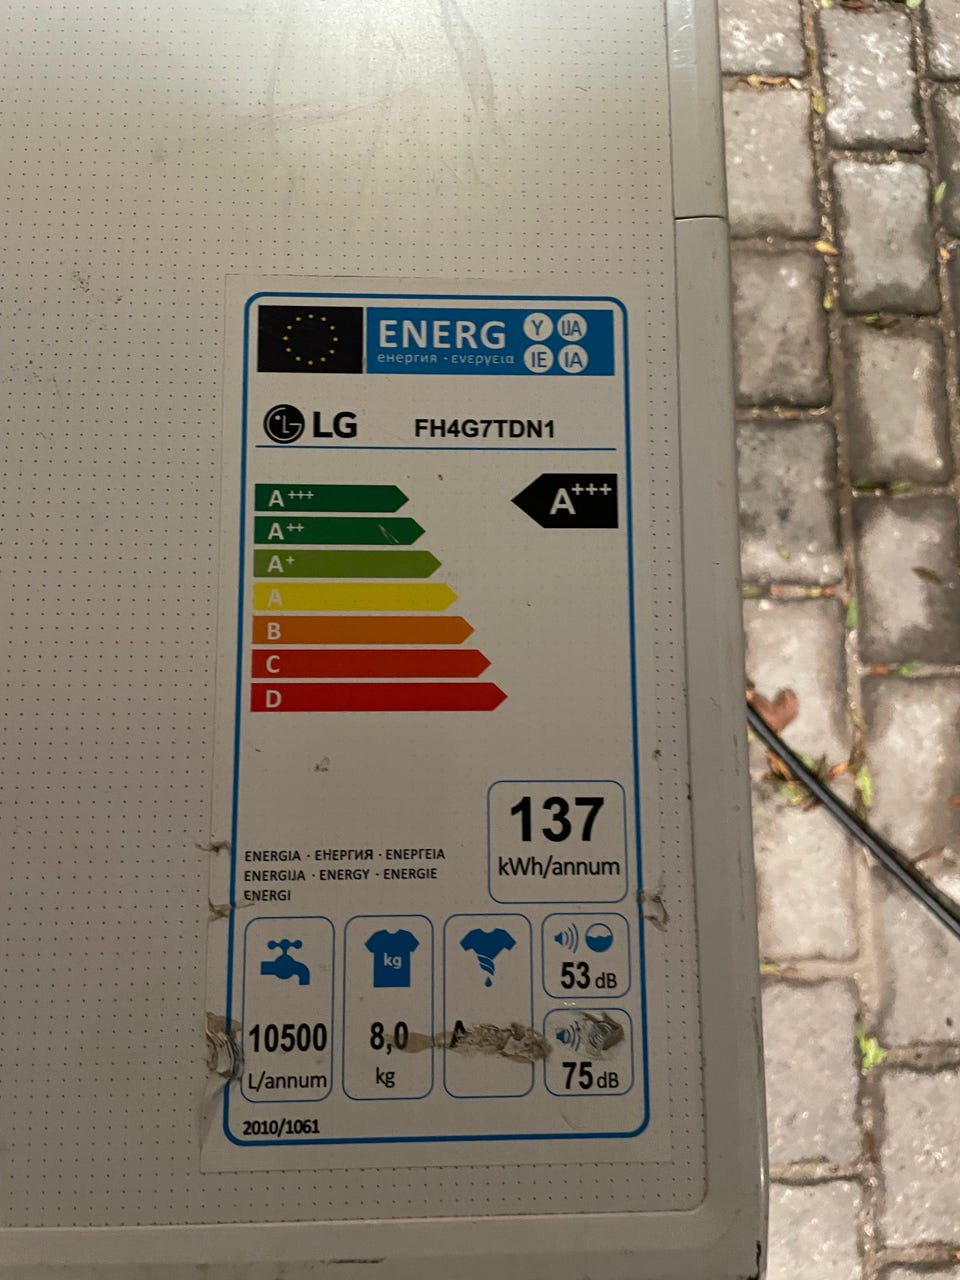 ENERG Y UA
енергия · ενεργεια IE IA
LG FH4G7TDN1
A+++ A+++
A++
A+
A
B
C
D
137
kWh/annum
ENERGIA · ЕНЕРГИЯ · ΕΝΕΡΓΕΙΑ
ENERGIJA · ENERGY · ENERGIE
ENERGI
kg
53 dB
10500
L/annum
8,0
kg
75 dB
2010/1061